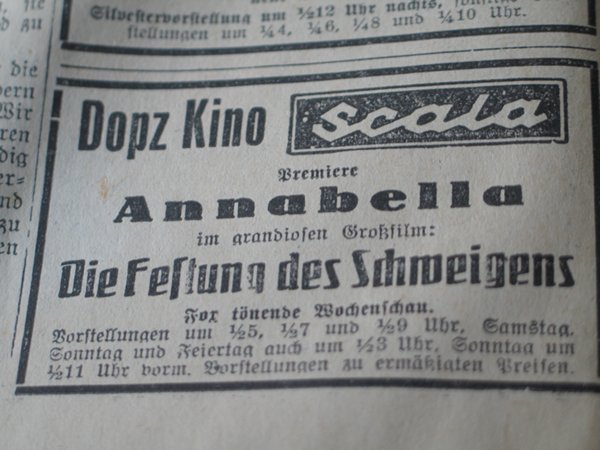 Silvestervorstellung um ½12 Uhr nachts,
stellungen um ¼4, ¼6, ¼8 und ¼10 Uhr.
die
Wir
zu
Dopz Kino Scala
Premiere
Annabella
im grandiosen Großfilm:
Die Festung des Schweigens
Fox tönende Wochenschau.
Vorstellungen um ½5, ½7 und ½9 Uhr, Samstag,
Sonntag und Feiertag auch um ½3 Uhr, Sonntag um
½11 Uhr vorm. Vorstellungen zu ermäßigten Preisen.